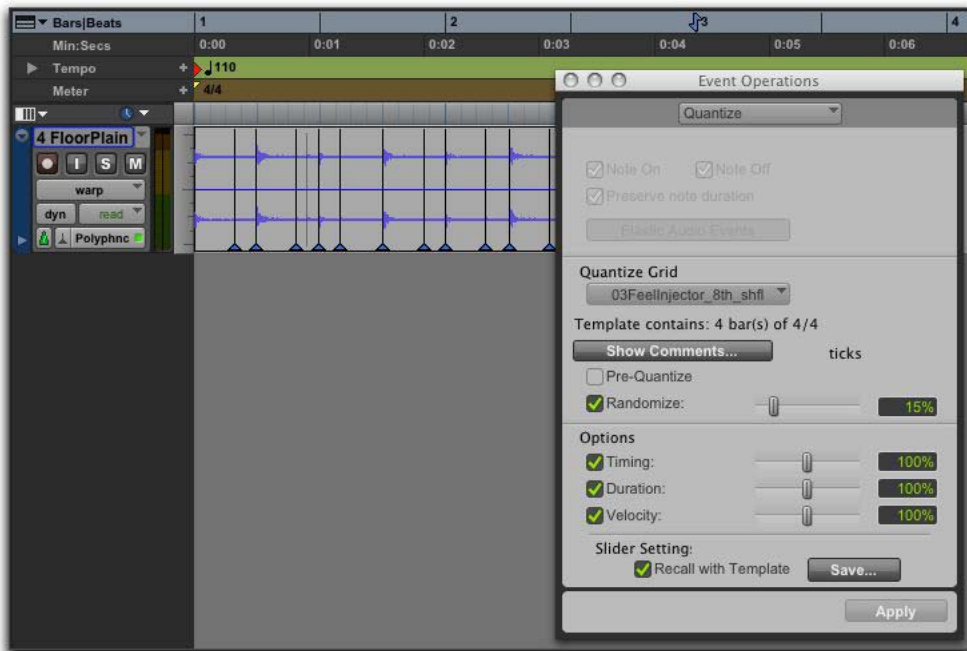 Bars|Beats 1 2 3 4
Min:Secs 0:00 0:01 0:02 0:03 0:04 0:05 0:06
Tempo + 110
Meter + 4/4
4 FloorPlain
I S M
warp
dyn read
Polyphnc
Event Operations
Quantize
Note On Note Off
Preserve note duration
Elastic Audio Events
Quantize Grid
03FeelInjector_8th_shfl
Template contains: 4 bar(s) of 4/4
Show Comments... ticks
Pre-Quantize
Randomize: 15%
Options
Timing: 100%
Duration: 100%
Velocity: 100%
Slider Setting:
Recall with Template Save...
Apply